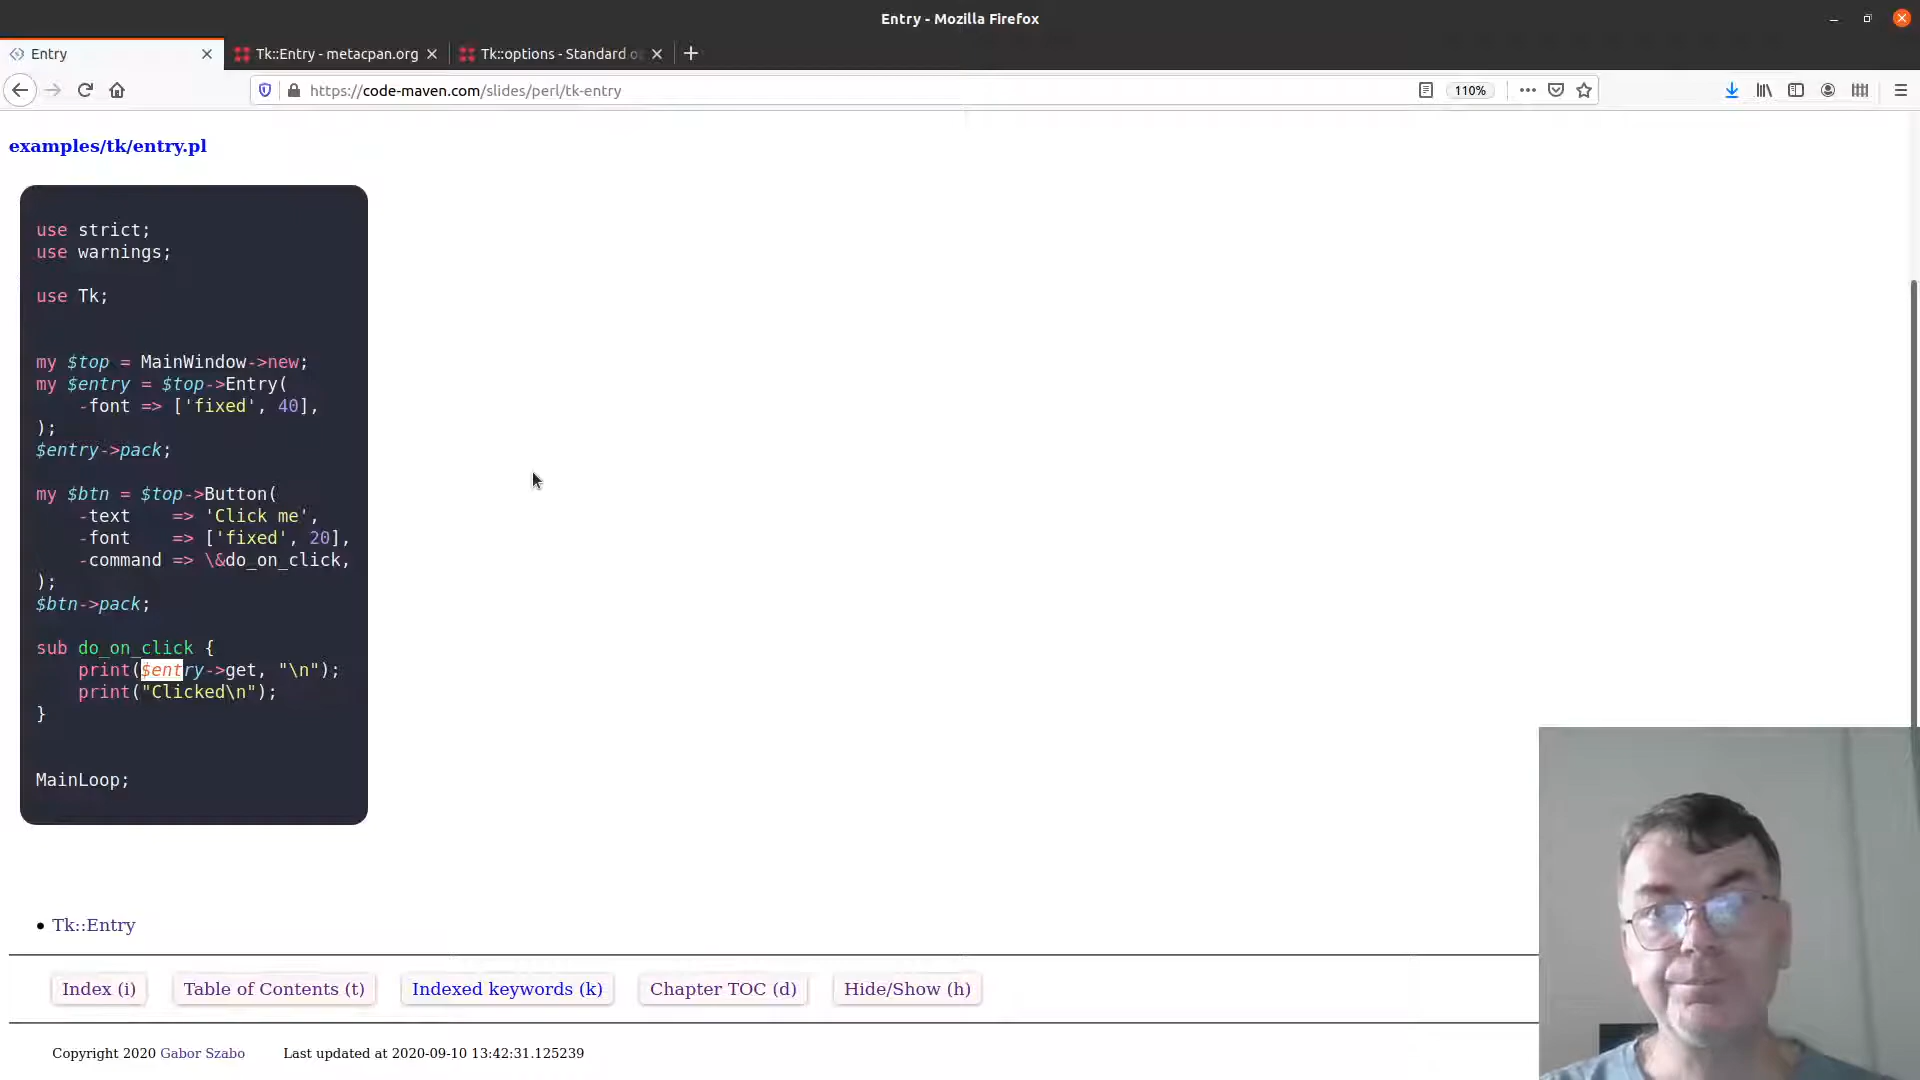 Entry - Mozilla Firefox
Entry
Tk::Entry - metacpan.org
Tk::options - Standard o
https://code-maven.com/slides/perl/tk-entry
110%
examples/tk/entry.pl
use strict;
use warnings;
use Tk;
my $top = MainWindow->new;
my $entry = $top->Entry(
    -font => ['fixed', 40],
);
$entry->pack;
my $btn = $top->Button(
    -text    => 'Click me',
    -font    => ['fixed', 20],
    -command => \&do_on_click,
);
$btn->pack;
sub do_on_click {
    print($entry->get, "\n");
    print("Clicked\n");
}
MainLoop;
• Tk::Entry
Index (i) Table of Contents (t) Indexed keywords (k) Chapter TOC (d) Hide/Show (h)
Copyright 2020 Gabor Szabo Last updated at 2020-09-10 13:42:31.125239